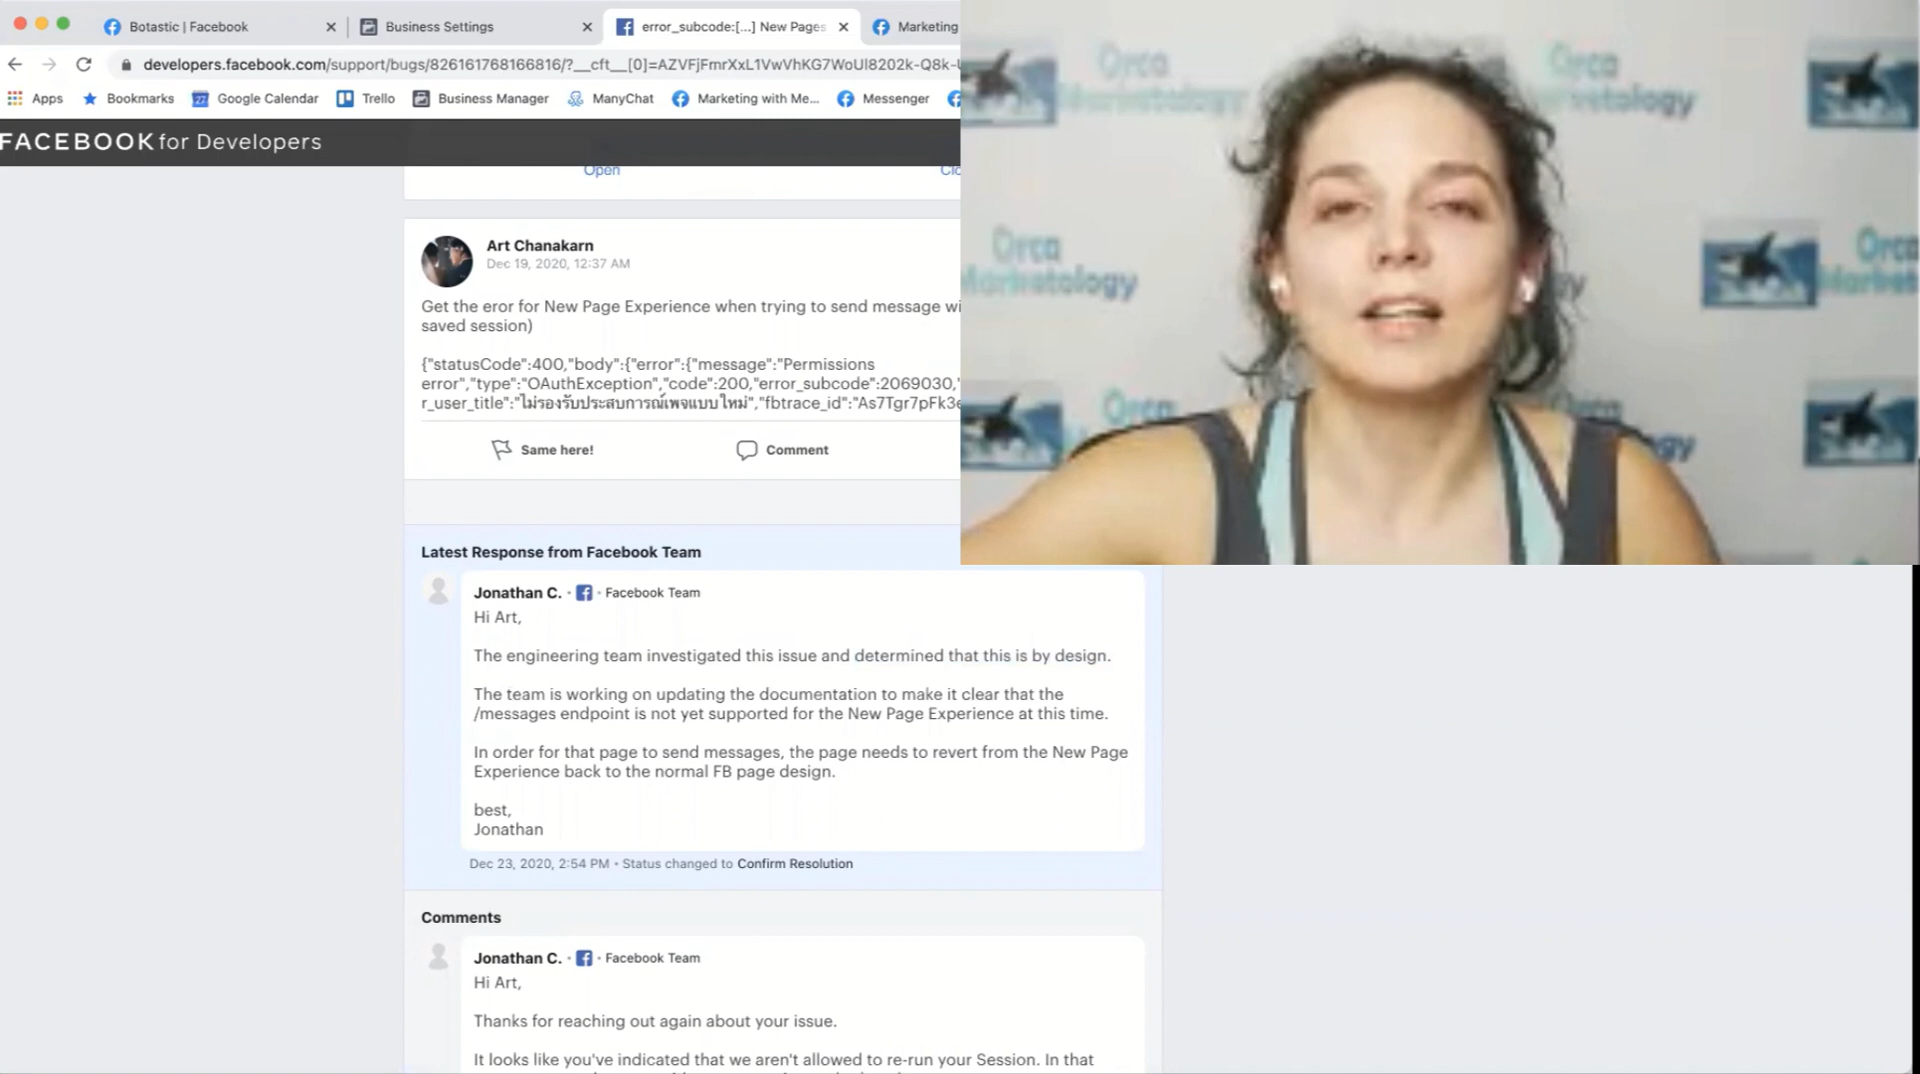 Botastic | Facebook
Business Settings
error_subcode:[...] New Pages
Marketing
developers.facebook.com/support/bugs/826161768166816/?__cft__[0]=AZVFjFmrXxL1VwVhKG7WoUl8202k-Q8k-
Apps
Bookmarks
Google Calendar
Trello
Business Manager
ManyChat
Marketing with Me...
Messenger
FACEBOOK for Developers
Open
Art Chanakarn
Dec 19, 2020, 12:37 AM
Get the eror for New Page Experience when trying to send message wi
saved session)
{"statusCode":400,"body":{"error":{"message":"Permissions
error","type":"OAuthException","code":200,"error_subcode":2069030,"
r_user_title":"ไม่รองรับประสบการณ์เพจแบบใหม่","fbtrace_id":"As7Tgr7pFk3e
Same here!
Comment
Latest Response from Facebook Team
Jonathan C. · Facebook Team
Hi Art,
The engineering team investigated this issue and determined that this is by design.
The team is working on updating the documentation to make it clear that the
/messages endpoint is not yet supported for the New Page Experience at this time.
In order for that page to send messages, the page needs to revert from the New Page
Experience back to the normal FB page design.
best,
Jonathan
Dec 23, 2020, 2:54 PM · Status changed to Confirm Resolution
Comments
Jonathan C. · Facebook Team
Hi Art,
Thanks for reaching out again about your issue.
It looks like you've indicated that we aren't allowed to re-run your Session. In that
Orca
Marketology
Orca
Marketology
Orca
Marketology
Orca